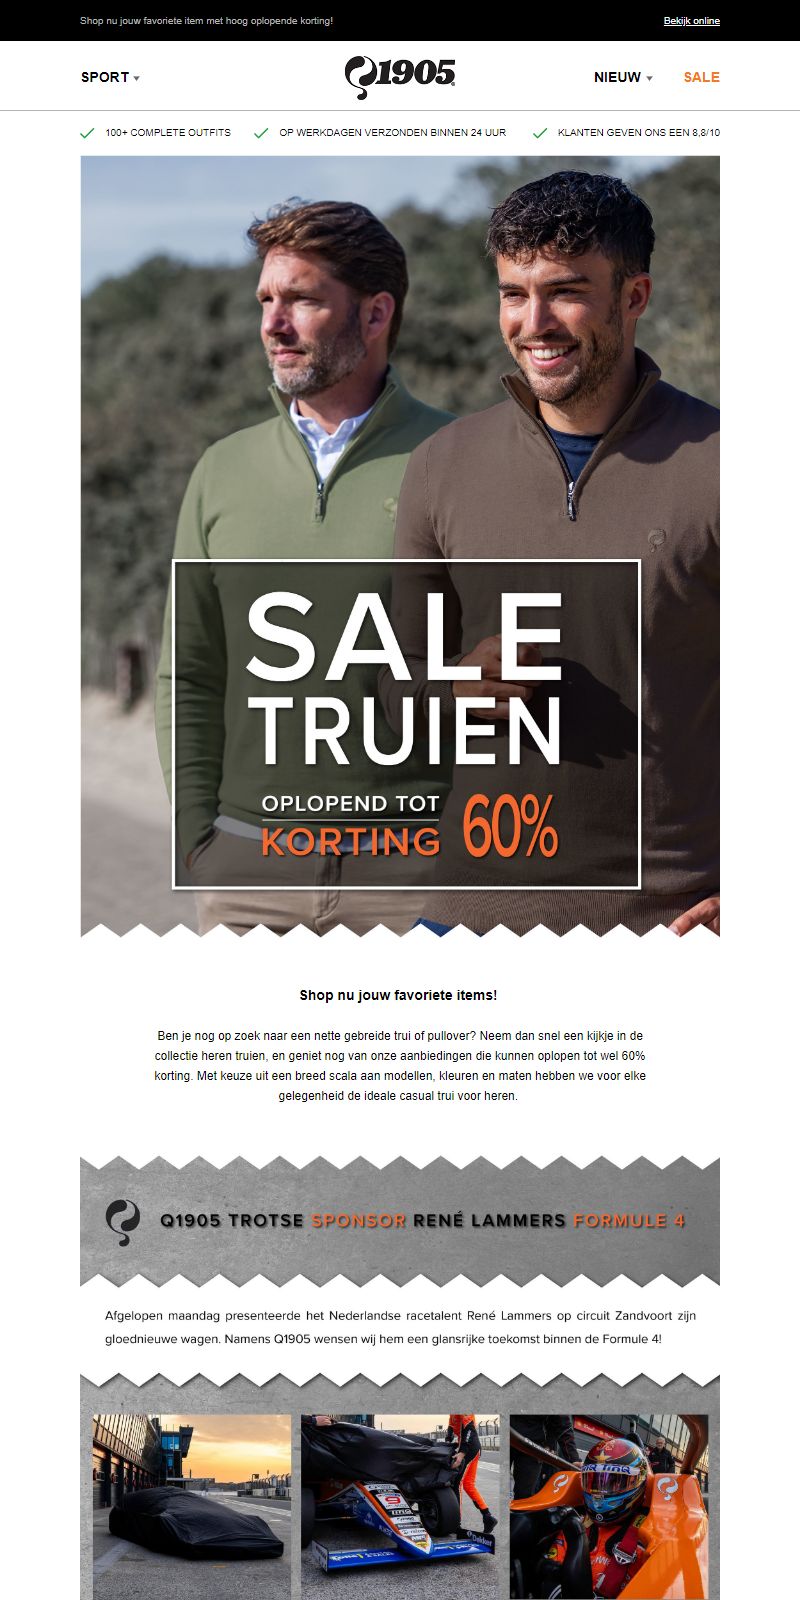 Shop nu jouw favoriete item met hoog oplopende korting!
Bekijk online
SPORT
Q1905
NIEUW
SALE
100+ COMPLETE OUTFITS
OP WERKDAGEN VERZONDEN BINNEN 24 UUR
KLANTEN GEVEN ONS EEN 8,8/10
SALE
TRUIEN
OPLOPEND TOT
KORTING 60%
Shop nu jouw favoriete items!
Ben je nog op zoek naar een nette gebreide trui of pullover? Neem dan snel een kijkje in de
collectie heren truien, en geniet nog van onze aanbiedingen die kunnen oplopen tot wel 60%
korting. Met keuze uit een breed scala aan modellen, kleuren en maten hebben we voor elke
gelegenheid de ideale casual trui voor heren.
Q1905 TROTSE SPONSOR RENÉ LAMMERS FORMULE 4
Afgelopen maandag presenteerde het Nederlandse racetalent René Lammers op circuit Zandvoort zijn
gloednieuwe wagen. Namens Q1905 wensen wij hem een glansrijke toekomst binnen de Formule 4!
9
Dekker